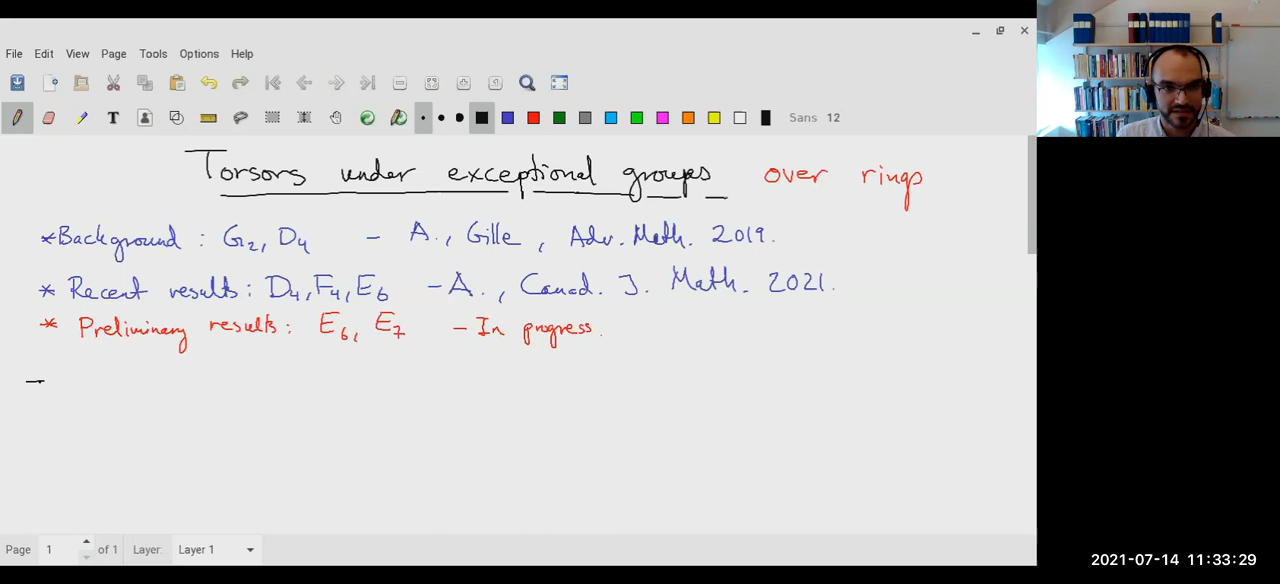 File Edit View Page Tools Options Help
Sans 12
Torsors under exceptional groups over rings
* Background : G₂, D₄ - A., Gille, Adv. Math. 2019.
* Recent results : D₄, F₄, E₆ - A., Canad. J. Math. 2021.
* Preliminary results : E₆, E₇ - In progress.
Page 1 of 1 Layer: Layer 1
2021-07-14 11:33:29